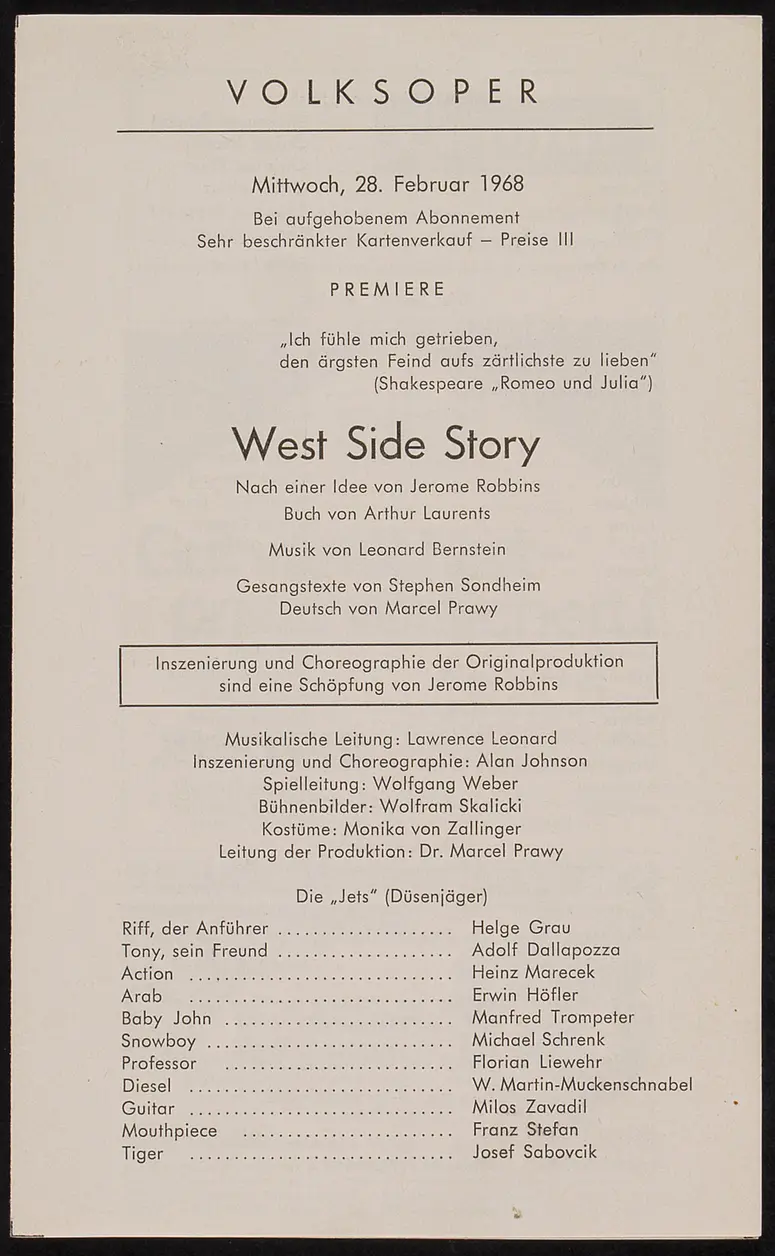 VOLKSOPER
Mittwoch, 28. Februar 1968
Bei aufgehobenem Abonnement
Sehr beschränkter Kartenverkauf – Preise III
PREMIERE
„Ich fühle mich getrieben,
den ärgsten Feind aufs zärtlichste zu lieben“
(Shakespeare „Romeo und Julia“)
West Side Story
Nach einer Idee von Jerome Robbins
Buch von Arthur Laurents
Musik von Leonard Bernstein
Gesangstexte von Stephen Sondheim
Deutsch von Marcel Prawy
Inszenierung und Choreographie der Originalproduktion
sind eine Schöpfung von Jerome Robbins
Musikalische Leitung: Lawrence Leonard
Inszenierung und Choreographie: Alan Johnson
Spielleitung: Wolfgang Weber
Bühnenbilder: Wolfram Skalicki
Kostüme: Monika von Zallinger
Leitung der Produktion: Dr. Marcel Prawy
Die „Jets“ (Düsenjäger)
Riff, der Anführer .................... Helge Grau
Tony, sein Freund .................... Adolf Dallapozza
Action .............................. Heinz Marecek
Arab .............................. Erwin Höfler
Baby John .......................... Manfred Trompeter
Snowboy ............................ Michael Schrenk
Professor .......................... Florian Liewehr
Diesel .............................. W. Martin-Muckenschnabel
Guitar .............................. Milos Zavadil
Mouthpiece ........................ Franz Stefan
Tiger .............................. Josef Sabovcik